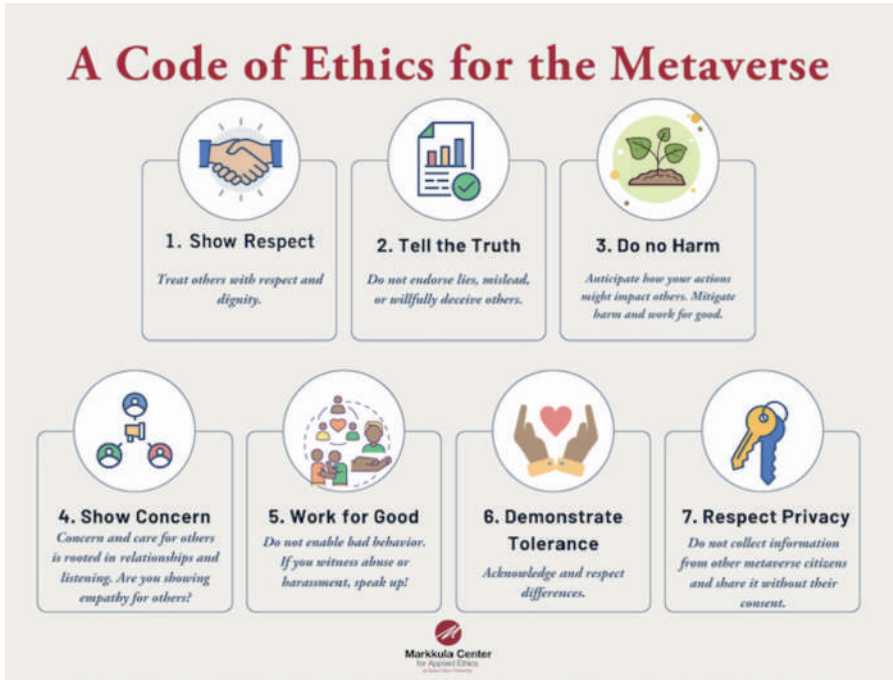 A Code of Ethics for the Metaverse
1. Show Respect
Treat others with respect and
dignity.
2. Tell the Truth
Do not endorse lies, mislead,
or willfully deceive others.
3. Do no Harm
Anticipate how your actions
might impact others. Mitigate
harm and work for good.
4. Show Concern
Concern and care for others
is rooted in relationships and
listening. Are you showing
empathy for others?
5. Work for Good
Do not enable bad behavior.
If you witness abuse or
harassment, speak up!
6. Demonstrate
Tolerance
Acknowledge and respect
differences.
7. Respect Privacy
Do not collect information
from other metaverse citizens
and share it without their
consent.
Markkula Center
for Applied Ethics
at Santa Clara University